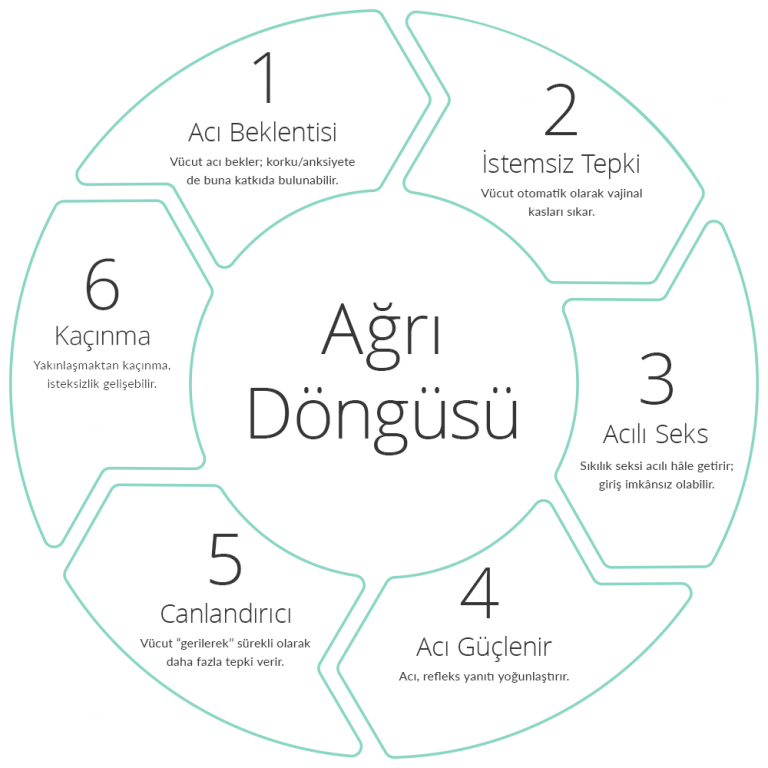 1
Acı Beklentisi
Vücut acı bekler; korku/anksiyete
de buna katkıda bulunabilir.
2
İstemsiz Tepki
Vücut otomatik olarak vajinal
kasları sıkar.
3
Acılı Seks
Sıkılık seksi acılı hâle getirir;
giriş imkânsız olabilir.
4
Acı Güçlenir
Acı, refleks yanıtı yoğunlaştırır.
5
Canlandırıcı
Vücut “gerilerek” sürekli olarak
daha fazla tepki verir.
6
Kaçınma
Yakınlaşmaktan kaçınma,
isteksizlik gelişebilir.
Ağrı
Döngüsü